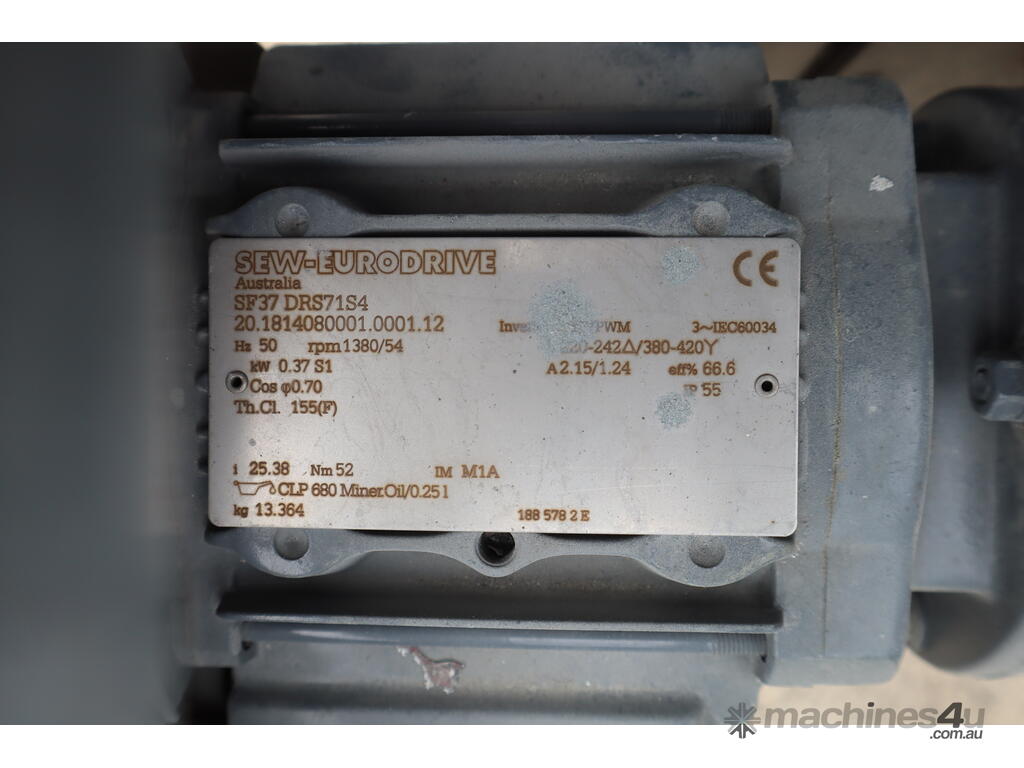 SEW-EURODRIVE
Australia
SF37 DRS71S4
20.1814080001.0001.12 3~IEC60034
Hz 50 rpm 1380/54 380-420Y
kW 0.37 S1 A 2.15/1.24 eff% 66.6
Cos φ0.70 IP 55
Th.Cl. 155(F)
i 25.38 Nm 52 IM M1A
CLP 680 Miner.Oil/0.25 l
kg 13.364 188 578 2 E
CE
machines4u
.com.au